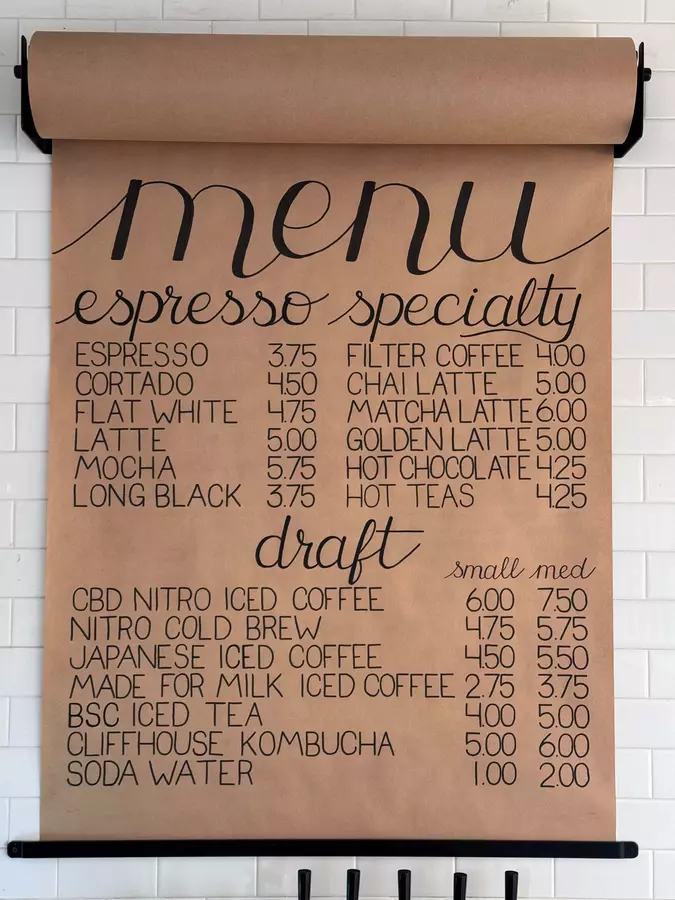 menu
espresso specialty
ESPRESSO 3.75 FILTER COFFEE 4.00
CORTADO 4.50 CHAI LATTE 5.00
FLAT WHITE 4.75 MATCHA LATTE 6.00
LATTE 5.00 GOLDEN LATTE 5.00
MOCHA 5.75 HOT CHOCOLATE 4.25
LONG BLACK 3.75 HOT TEAS 4.25
draft
small med
CBD NITRO ICED COFFEE 6.00 7.50
NITRO COLD BREW 4.75 5.75
JAPANESE ICED COFFEE 4.50 5.50
MADE FOR MILK ICED COFFEE 2.75 3.75
BSC ICED TEA 4.00 5.00
CLIFFHOUSE KOMBUCHA 5.00 6.00
SODA WATER 1.00 2.00